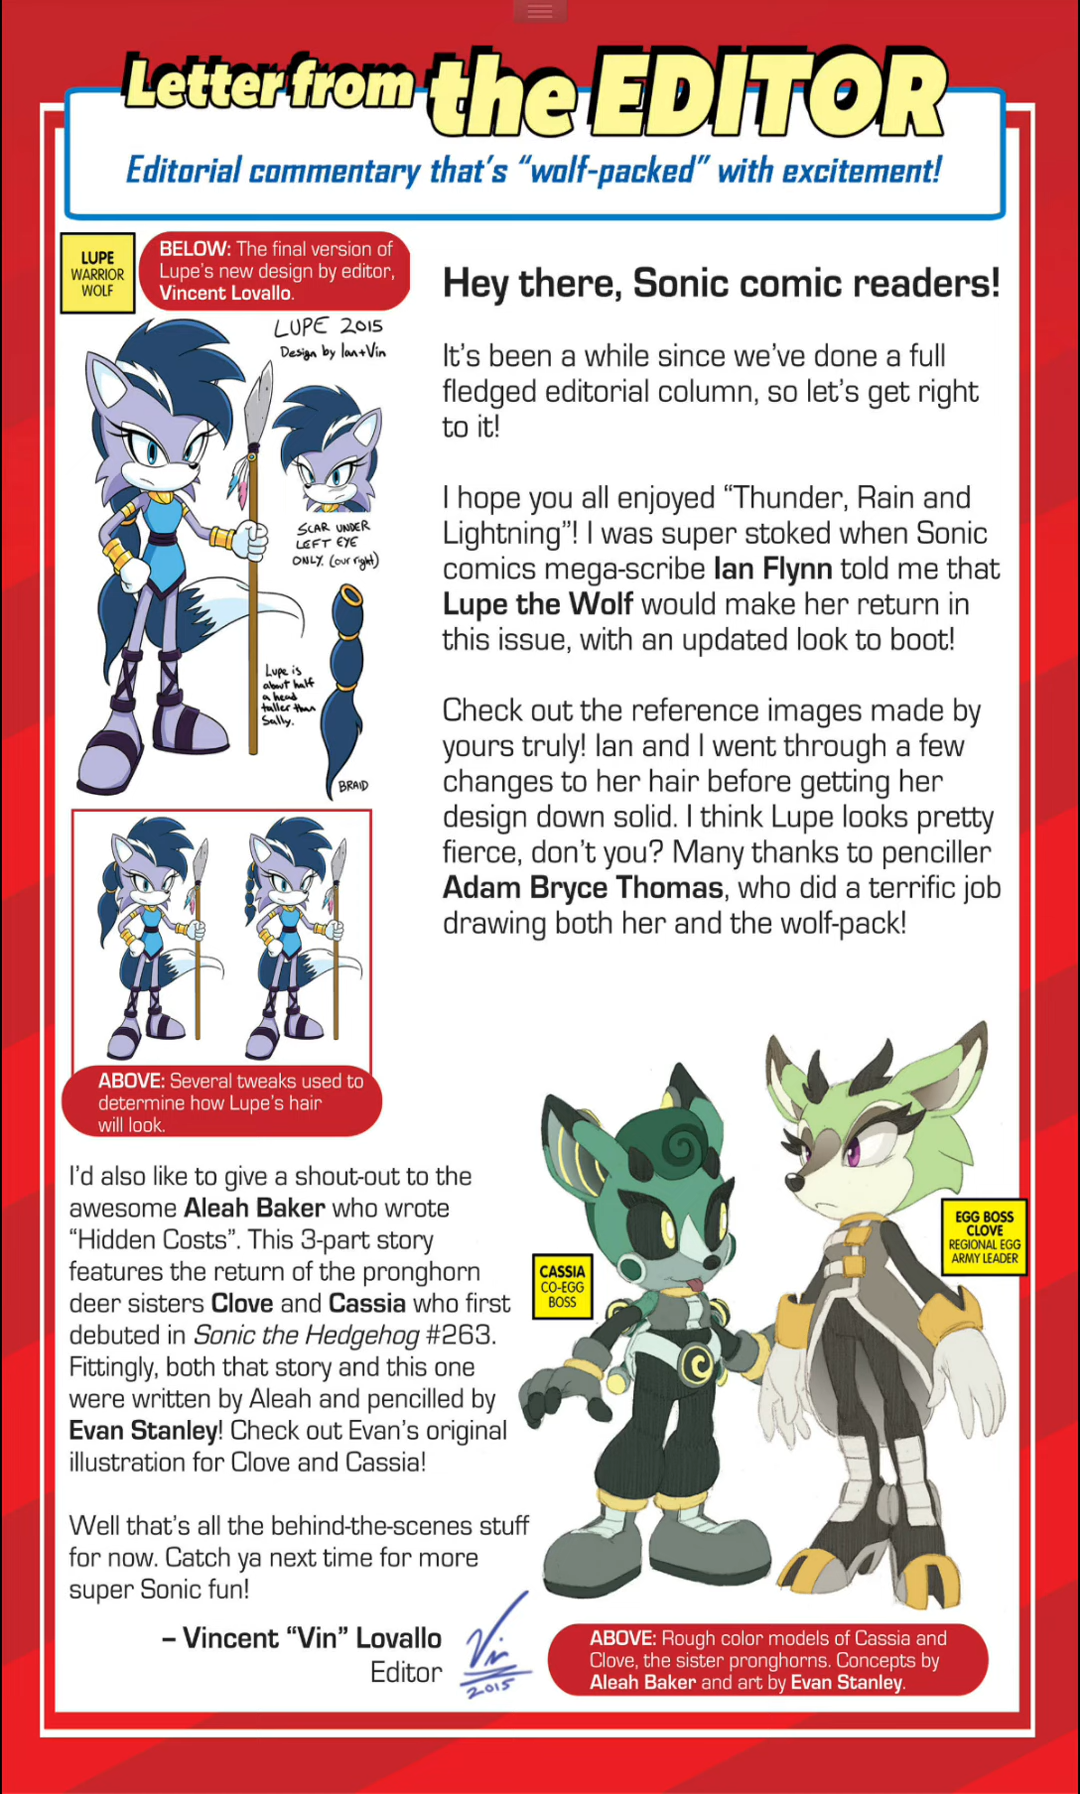 Letter from the EDITOR
Editorial commentary that's "wolf-packed" with excitement!
LUPE
WARRIOR
WOLF
BELOW: The final version of
Lupe's new design by editor,
Vincent Lovallo.
LUPE 2015
Design by Ian+Vin
SCAR UNDER
LEFT EYE
ONLY. (our right)
Lupe is
about half
a head
taller than
Sally.
BRAID
ABOVE: Several tweaks used to
determine how Lupe's hair
will look.
Hey there, Sonic comic readers!
It's been a while since we've done a full
fledged editorial column, so let's get right
to it!
I hope you all enjoyed "Thunder, Rain and
Lightning"! I was super stoked when Sonic
comics mega-scribe Ian Flynn told me that
Lupe the Wolf would make her return in
this issue, with an updated look to boot!
Check out the reference images made by
yours truly! Ian and I went through a few
changes to her hair before getting her
design down solid. I think Lupe looks pretty
fierce, don't you? Many thanks to penciller
Adam Bryce Thomas, who did a terrific job
drawing both her and the wolf-pack!
I'd also like to give a shout-out to the
awesome Aleah Baker who wrote
"Hidden Costs". This 3-part story
features the return of the pronghorn
deer sisters Clove and Cassia who first
debuted in Sonic the Hedgehog #263.
Fittingly, both that story and this one
were written by Aleah and pencilled by
Evan Stanley! Check out Evan's original
illustration for Clove and Cassia!
Well that's all the behind-the-scenes stuff
for now. Catch ya next time for more
super Sonic fun!
– Vincent "Vin" Lovallo
Editor
Vin
2015
CASSIA
CO-EGG
BOSS
EGG BOSS
CLOVE
REGIONAL EGG
ARMY LEADER
ABOVE: Rough color models of Cassia and
Clove, the sister pronghorns. Concepts by
Aleah Baker and art by Evan Stanley.